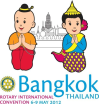 Bangkok
THAILAND
ROTARY INTERNATIONAL
CONVENTION 6-9 MAY 2012